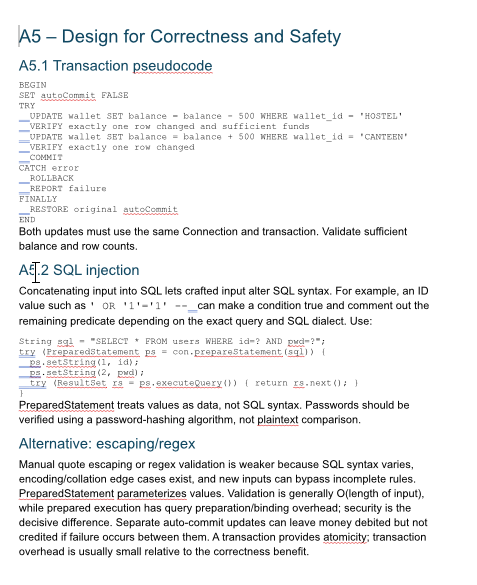 A5 – Design for Correctness and Safety
A5.1 Transaction pseudocode
BEGIN
SET autoCommit FALSE
TRY
  UPDATE wallet SET balance = balance - 500 WHERE wallet_id = 'HOSTEL'
  VERIFY exactly one row changed and sufficient funds
  UPDATE wallet SET balance = balance + 500 WHERE wallet_id = 'CANTEEN'
  VERIFY exactly one row changed
  COMMIT
CATCH error
  ROLLBACK
  REPORT failure
FINALLY
  RESTORE original autoCommit
END
Both updates must use the same Connection and transaction. Validate sufficient
balance and row counts.
A5.2 SQL injection
Concatenating input into SQL lets crafted input alter SQL syntax. For example, an ID
value such as ' OR '1'='1' -- can make a condition true and comment out the
remaining predicate depending on the exact query and SQL dialect. Use:
String sql = "SELECT * FROM users WHERE id=? AND pwd=?";
try (PreparedStatement ps = con.prepareStatement(sql)) {
  ps.setString(1, id);
  ps.setString(2, pwd);
  try (ResultSet rs = ps.executeQuery()) { return rs.next(); }
}
PreparedStatement treats values as data, not SQL syntax. Passwords should be
verified using a password-hashing algorithm, not plaintext comparison.
Alternative: escaping/regex
Manual quote escaping or regex validation is weaker because SQL syntax varies,
encoding/collation edge cases exist, and new inputs can bypass incomplete rules.
PreparedStatement parameterizes values. Validation is generally O(length of input),
while prepared execution has query preparation/binding overhead; security is the
decisive difference. Separate auto-commit updates can leave money debited but not
credited if failure occurs between them. A transaction provides atomicity; transaction
overhead is usually small relative to the correctness benefit.